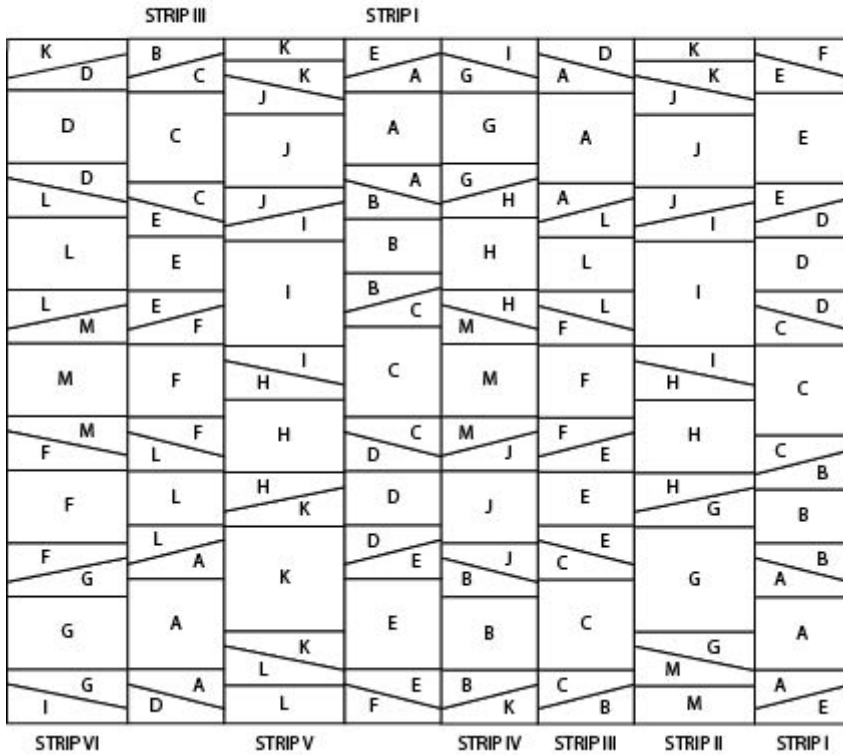 STRIP III STRIP I
K B K E I D K F
D C K A G A K E
J J
D C J A G A J E
D A G
L C J B H A J E
E I L I D
L E B H L D
I B I
L E C H L D
M F M F C
I I
M F H C M F H C
M F H C M F H
F L D J E C
B
H H
F L K D J E G B
L D E
F A E J C B
G K B G A
G A E B C A
K G
L M
G A E B C A
I D L F K B M E
STRIP VI STRIP V STRIP IV STRIP III STRIP II STRIP I